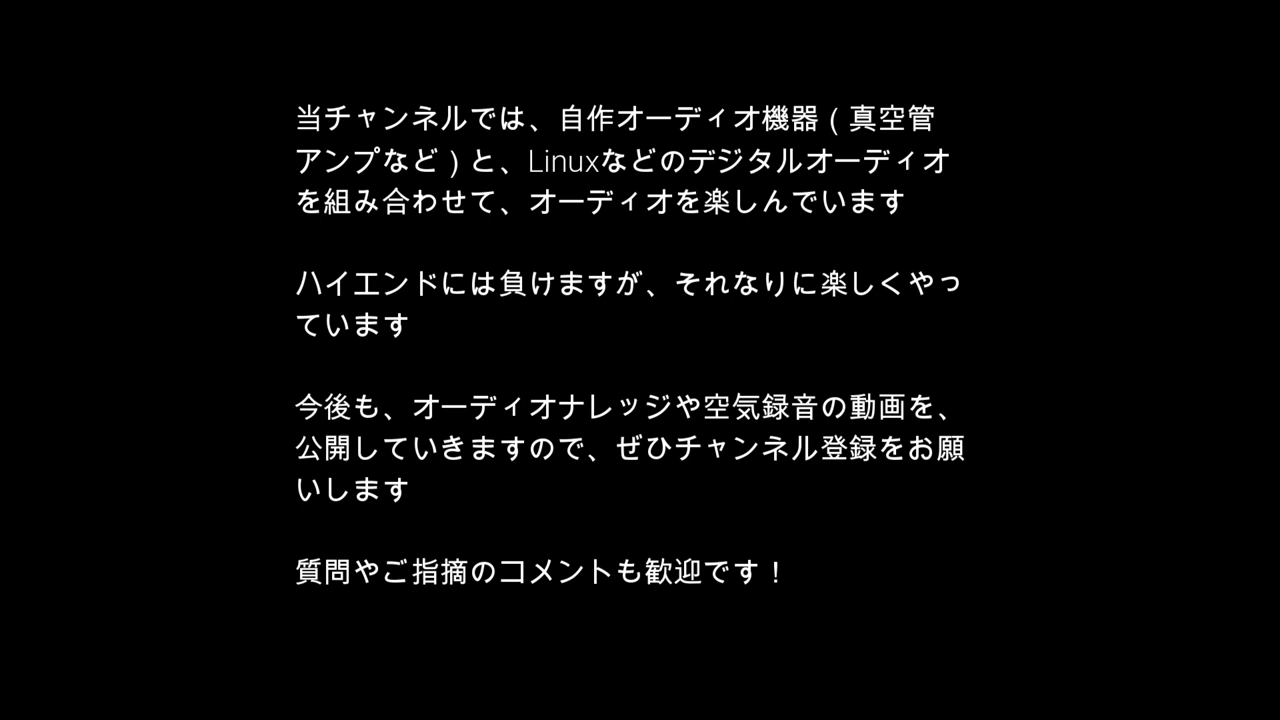 当チャンネルでは、自作オーディオ機器（真空管
アンプなど）と、Linuxなどのデジタルオーディオ
を組み合わせて、オーディオを楽しんでいます
ハイエンドには負けますが、それなりに楽しくやっ
ています
今後も、オーディオナレッジや空気録音の動画を、
公開していきますので、ぜひチャンネル登録をお願
いします
質問やご指摘のコメントも歓迎です！